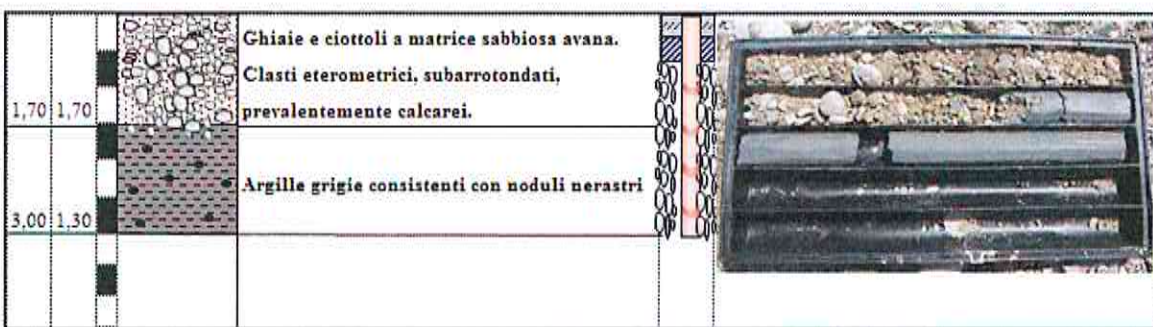 Ghiaie e ciottoli a matrice sabbiosa avana.
Clasti eterometrici, subarrotondati,
1,70 1,70 prevalentemente calcarei.
Argille grigie consistenti con noduli nerastri
3,00 1,30